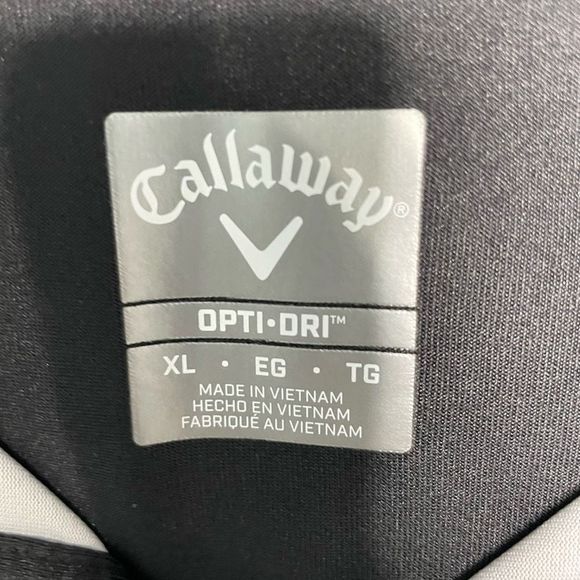 Callaway®
OPTI•DRI™
XL • EG • TG
MADE IN VIETNAM
HECHO EN VIETNAM
FABRIQUÉ AU VIETNAM